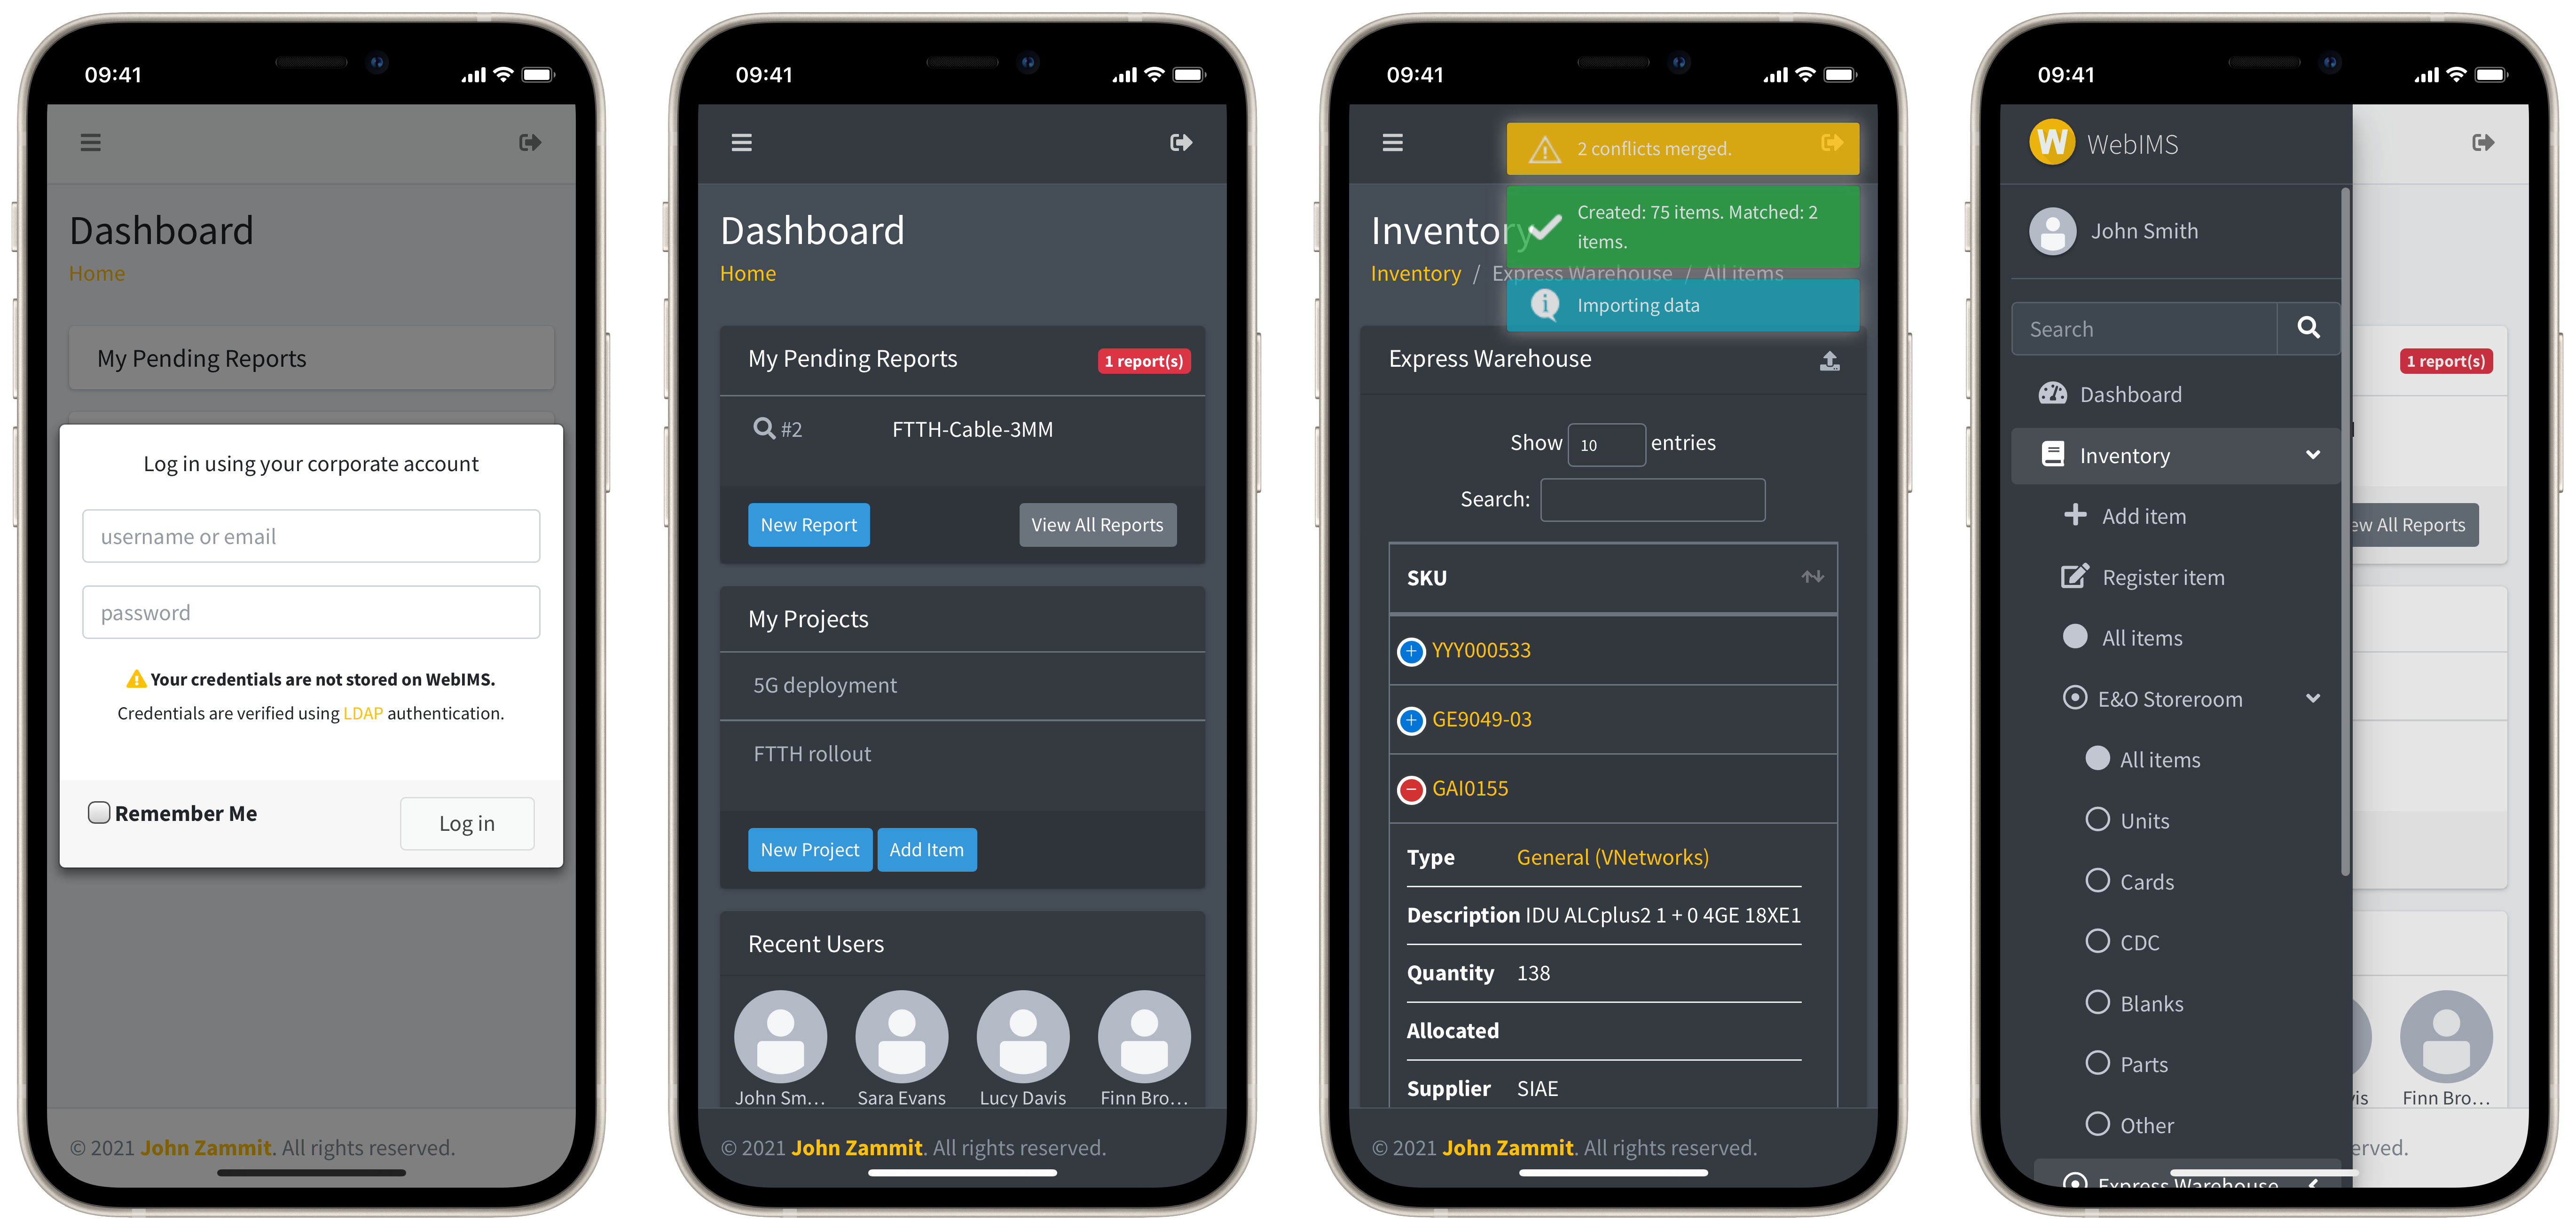 09:41
Dashboard
Home
My Pending Reports
Log in using your corporate account
username or email
password
Your credentials are not stored on WebIMS.
Credentials are verified using LDAP authentication.
Remember Me
Log in
© 2021 John Zammit. All rights reserved.
09:41
Dashboard
Home
My Pending Reports
1 report(s)
#2 FTTH-Cable-3MM
New Report
View All Reports
My Projects
5G deployment
FTTH rollout
New Project
Add Item
Recent Users
John Sm...
Sara Evans
Lucy Davis
Finn Bro...
© 2021 John Zammit. All rights reserved.
09:41
2 conflicts merged.
Created: 75 items. Matched: 2
items.
Inventory
Inventory / Express Warehouse / All items
Importing data
Express Warehouse
Show 10 entries
Search:
SKU
YYY000533
GE9049-03
GAI0155
Type General (VNetworks)
Description IDU ALCplus2 1 + 0 4GE 18XE1
Quantity 138
Allocated
Supplier SIAE
© 2021 John Zammit. All rights reserved.
09:41
W WebIMS
John Smith
Search
Dashboard
Inventory
Add item
Register item
All items
E&O Storeroom
All items
Units
Cards
CDC
Blanks
Parts
Other
Express Warehouse
1 report(s)
ew All Reports
vis
Finn Bro...
erved.